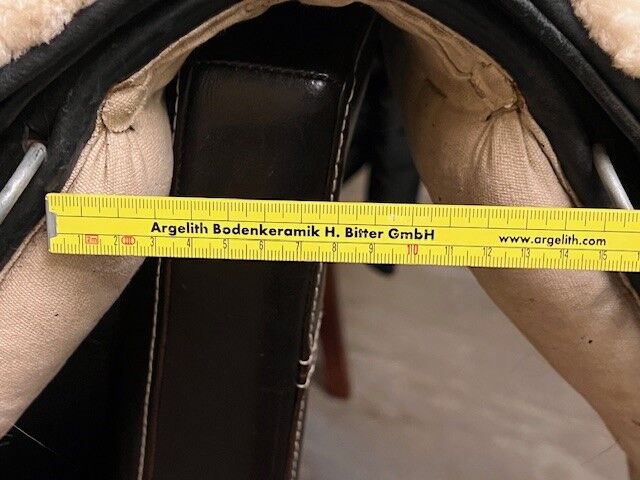 Argelith Bodenkeramik H. Bitter GmbH www.argelith.com
1 Cm 2 3 4 5 6 7 8 9 10 11 12 13 14 15